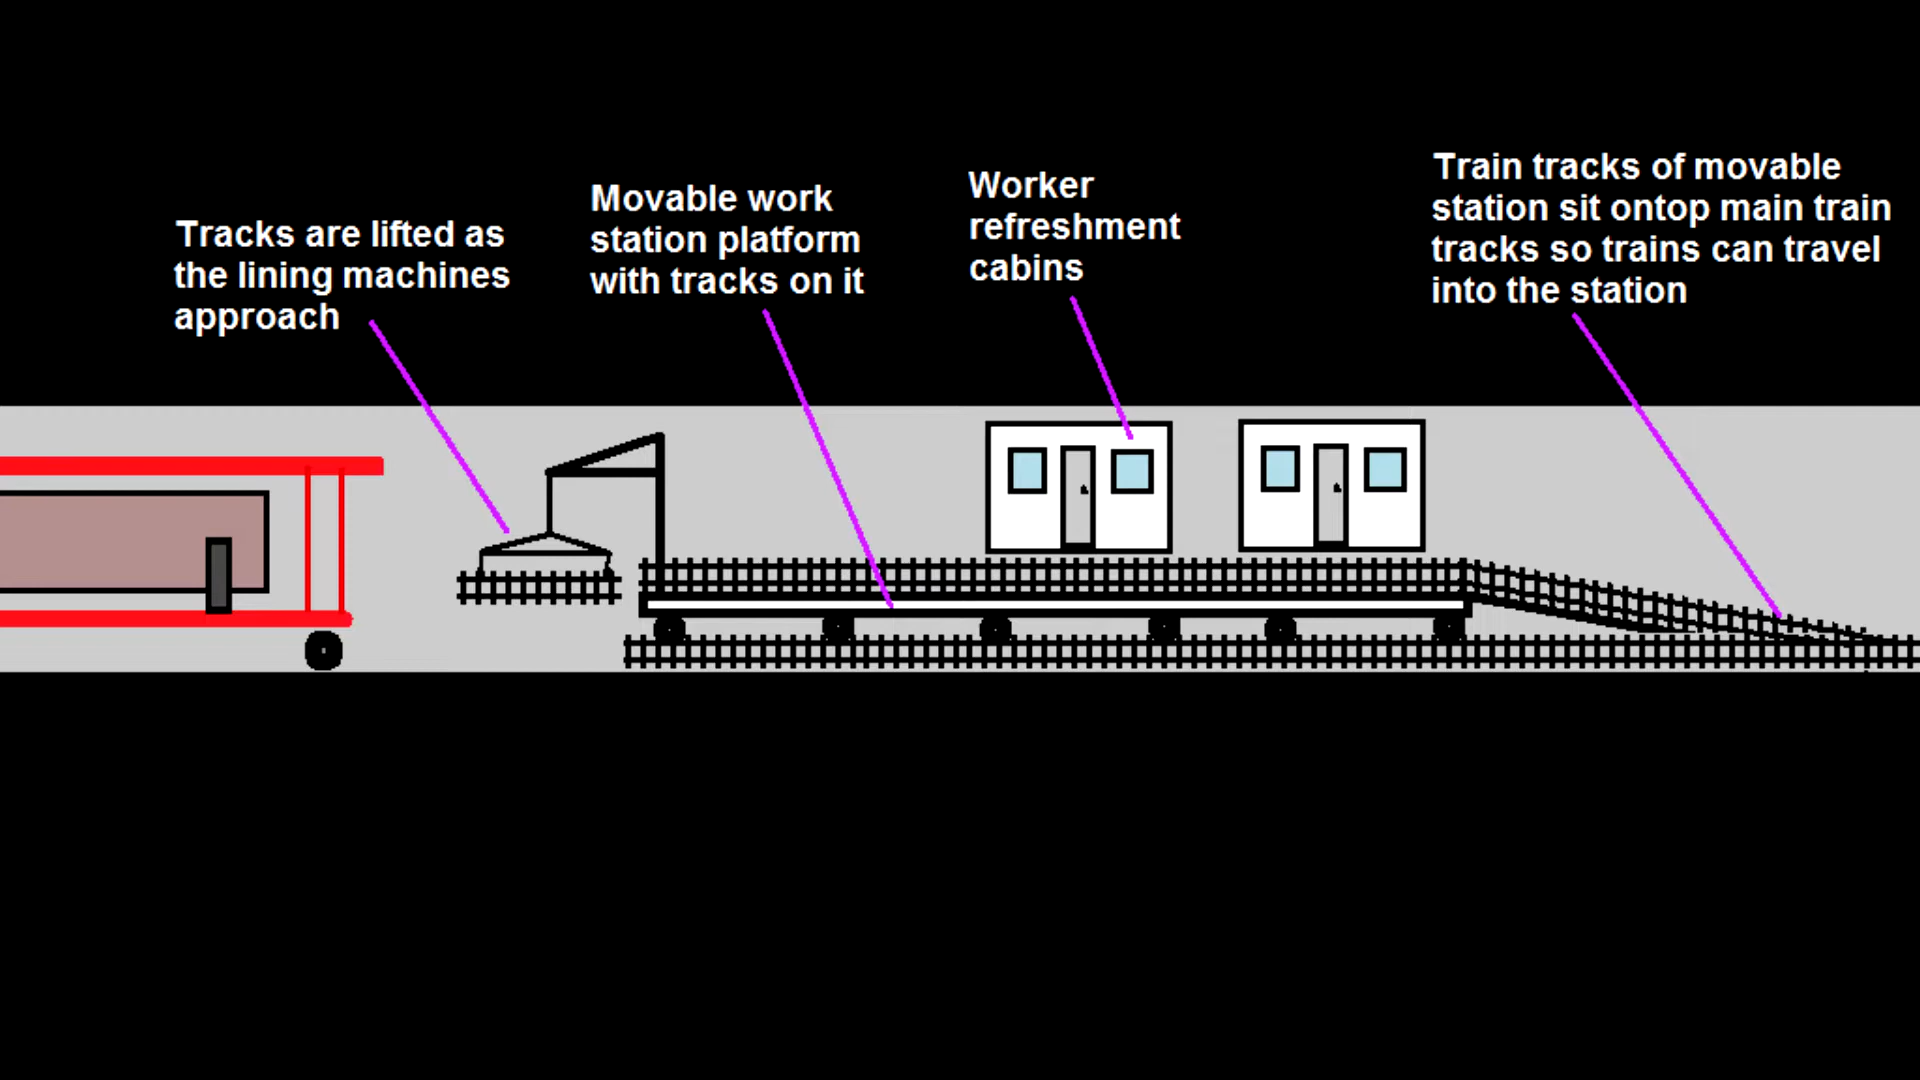 Tracks are lifted as
the lining machines
approach
Movable work
station platform
with tracks on it
Worker
refreshment
cabins
Train tracks of movable
station sit ontop main train
tracks so trains can travel
into the station